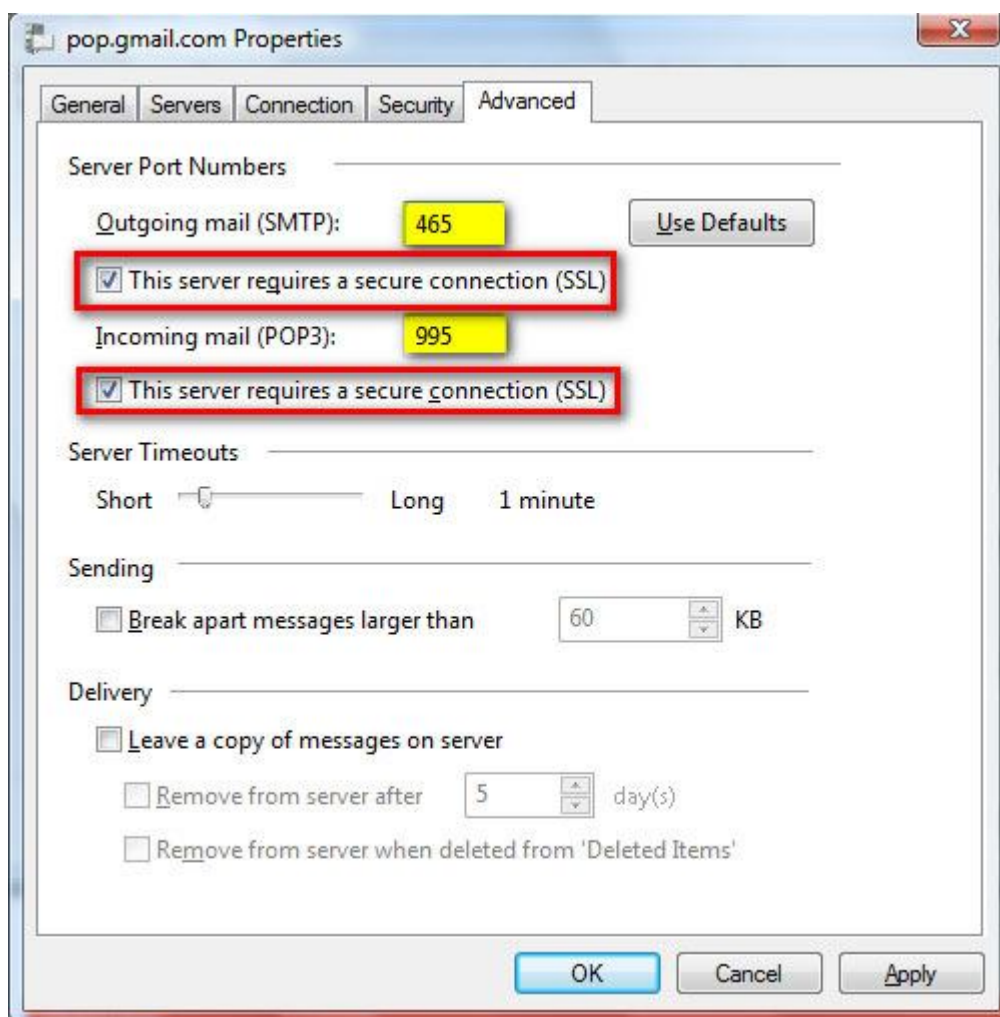 pop.gmail.com Properties
General Servers Connection Security Advanced
Server Port Numbers
Outgoing mail (SMTP): 465 Use Defaults
This server requires a secure connection (SSL)
Incoming mail (POP3): 995
This server requires a secure connection (SSL)
Server Timeouts
Short Long 1 minute
Sending
Break apart messages larger than 60 KB
Delivery
Leave a copy of messages on server
Remove from server after 5 day(s)
Remove from server when deleted from 'Deleted Items'
OK Cancel Apply